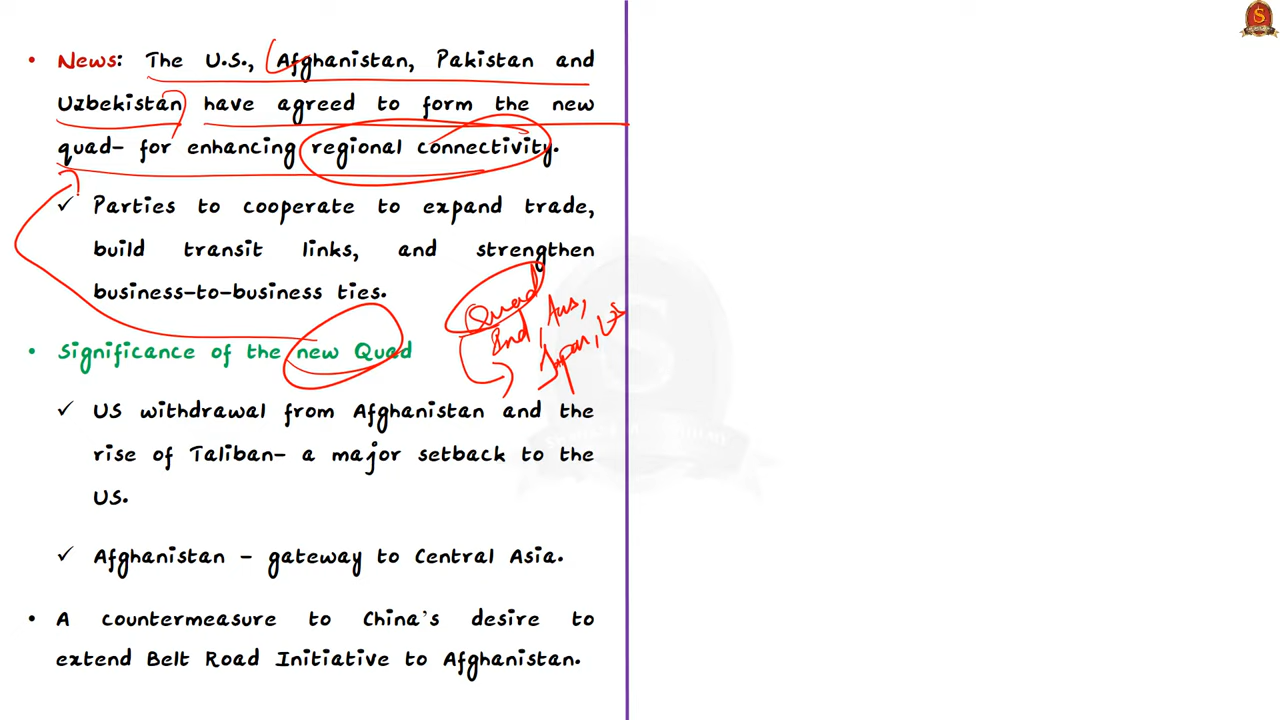 • News: The U.S., Afghanistan, Pakistan and
Uzbekistan have agreed to form the new
quad- for enhancing regional connectivity.
✓ Parties to cooperate to expand trade,
build transit links, and strengthen
business-to-business ties.
Quad
Ind, Aus,
Japan, US
• Significance of the new Quad
✓ US withdrawal from Afghanistan and the
rise of Taliban- a major setback to the
US.
✓ Afghanistan - gateway to Central Asia.
• A countermeasure to China's desire to
extend Belt Road Initiative to Afghanistan.